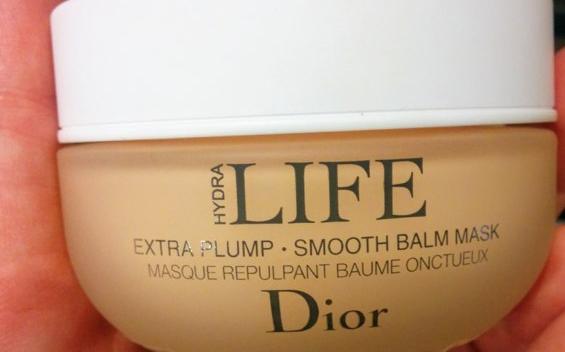 HYDRA LIFE
EXTRA PLUMP • SMOOTH BALM MASK
MASQUE REPULPANT BAUME ONCTUEUX
Dior